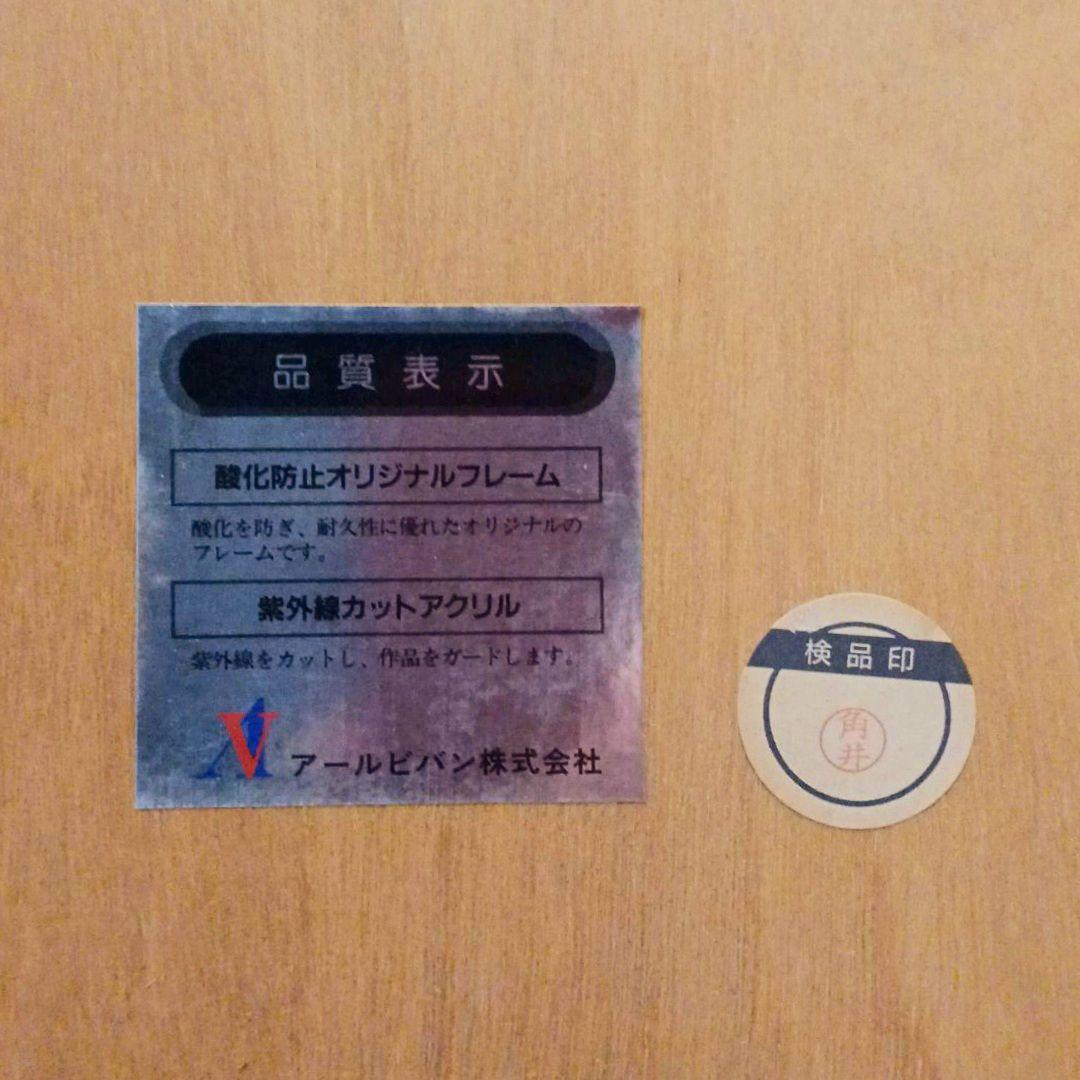 品質表示
酸化防止オリジナルフレーム
酸化を防ぎ、耐久性に優れたオリジナルの
フレームです。
紫外線カットアクリル
紫外線をカットし、作品をガードします。
AV アールビバン株式会社
検品印
角井